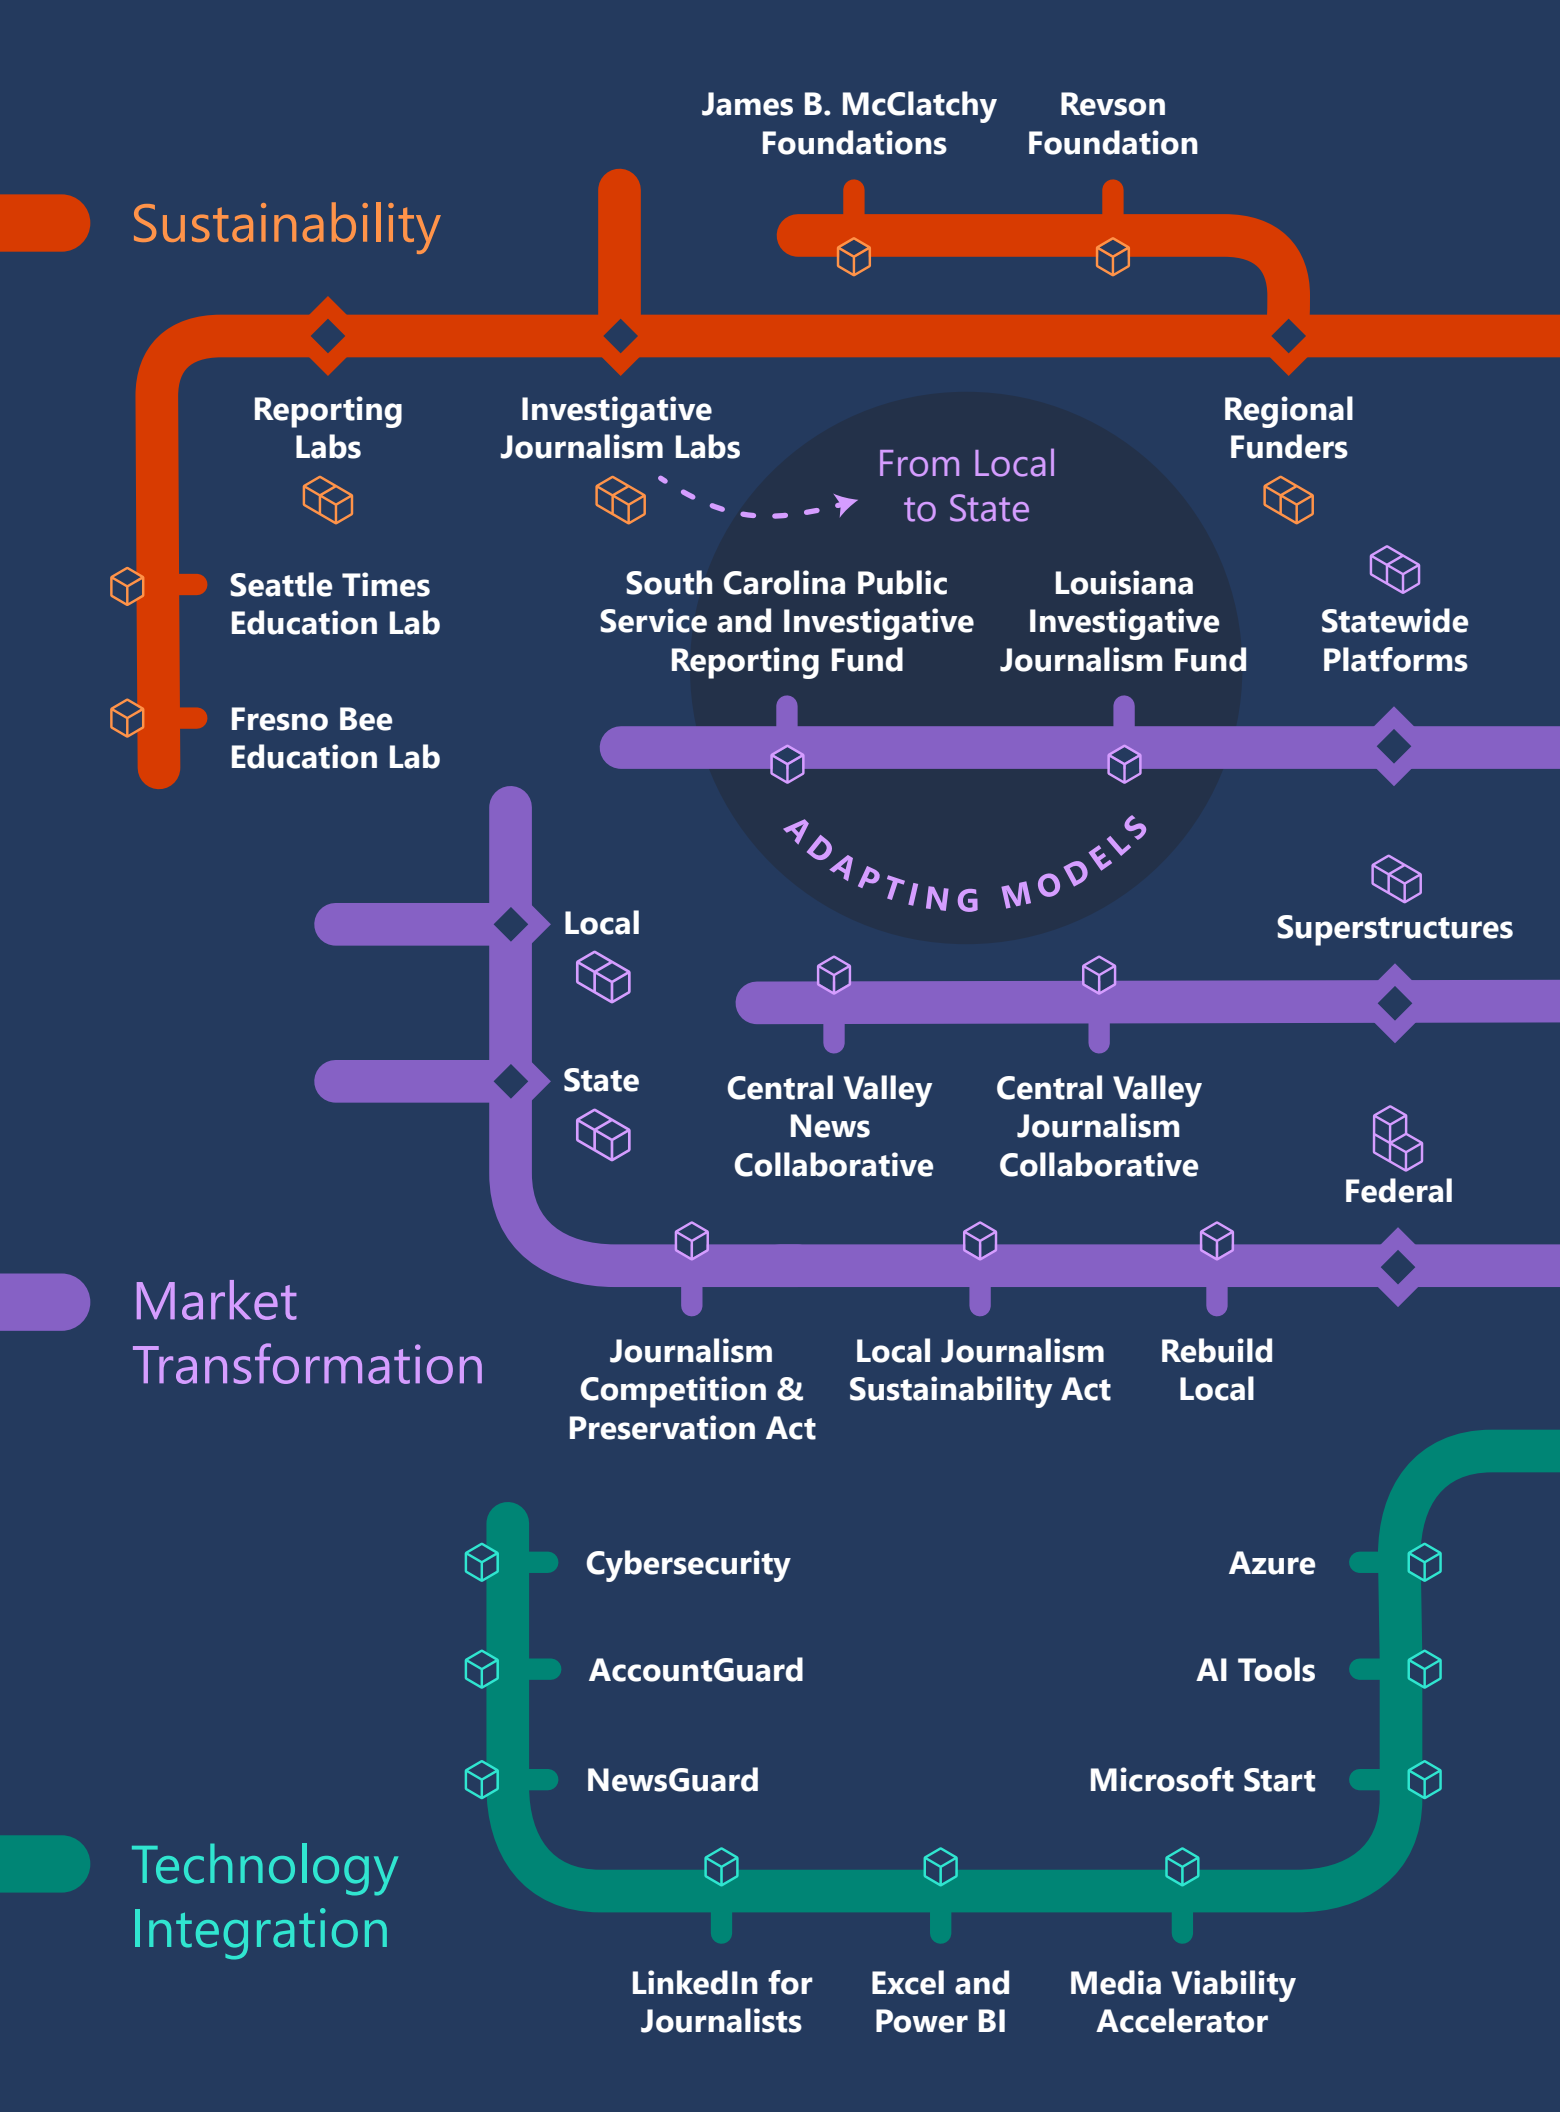 James B. McClatchy
Foundations
Revson
Foundation
Sustainability
Reporting
Labs
Investigative
Journalism Labs
Regional
Funders
From Local
to State
Seattle Times
Education Lab
South Carolina Public
Service and Investigative
Reporting Fund
Louisiana
Investigative
Journalism Fund
Statewide
Platforms
Fresno Bee
Education Lab
ADAPTING MODELS
Local
Superstructures
State
Central Valley
News
Collaborative
Central Valley
Journalism
Collaborative
Federal
Market
Transformation
Journalism
Competition &
Preservation Act
Local Journalism
Sustainability Act
Rebuild
Local
Cybersecurity
Azure
AccountGuard
AI Tools
NewsGuard
Microsoft Start
Technology
Integration
LinkedIn for
Journalists
Excel and
Power BI
Media Viability
Accelerator